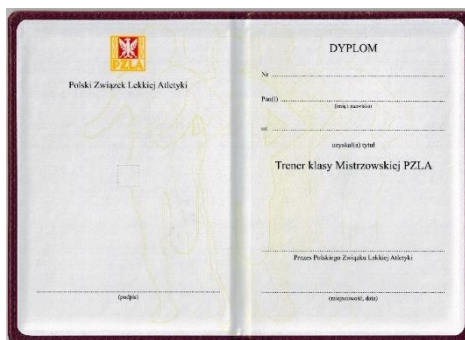 PZLA
Polski Związek Lekkiej Atletyki
(podpis)
DYPLOM
Nr
Pan(i)
(imię i nazwisko)
ur.
uzyskał(a) tytuł
Trener klasy Mistrzowskiej PZLA
Prezes Polskiego Związku Lekkiej Atletyki
(miejscowość, data)